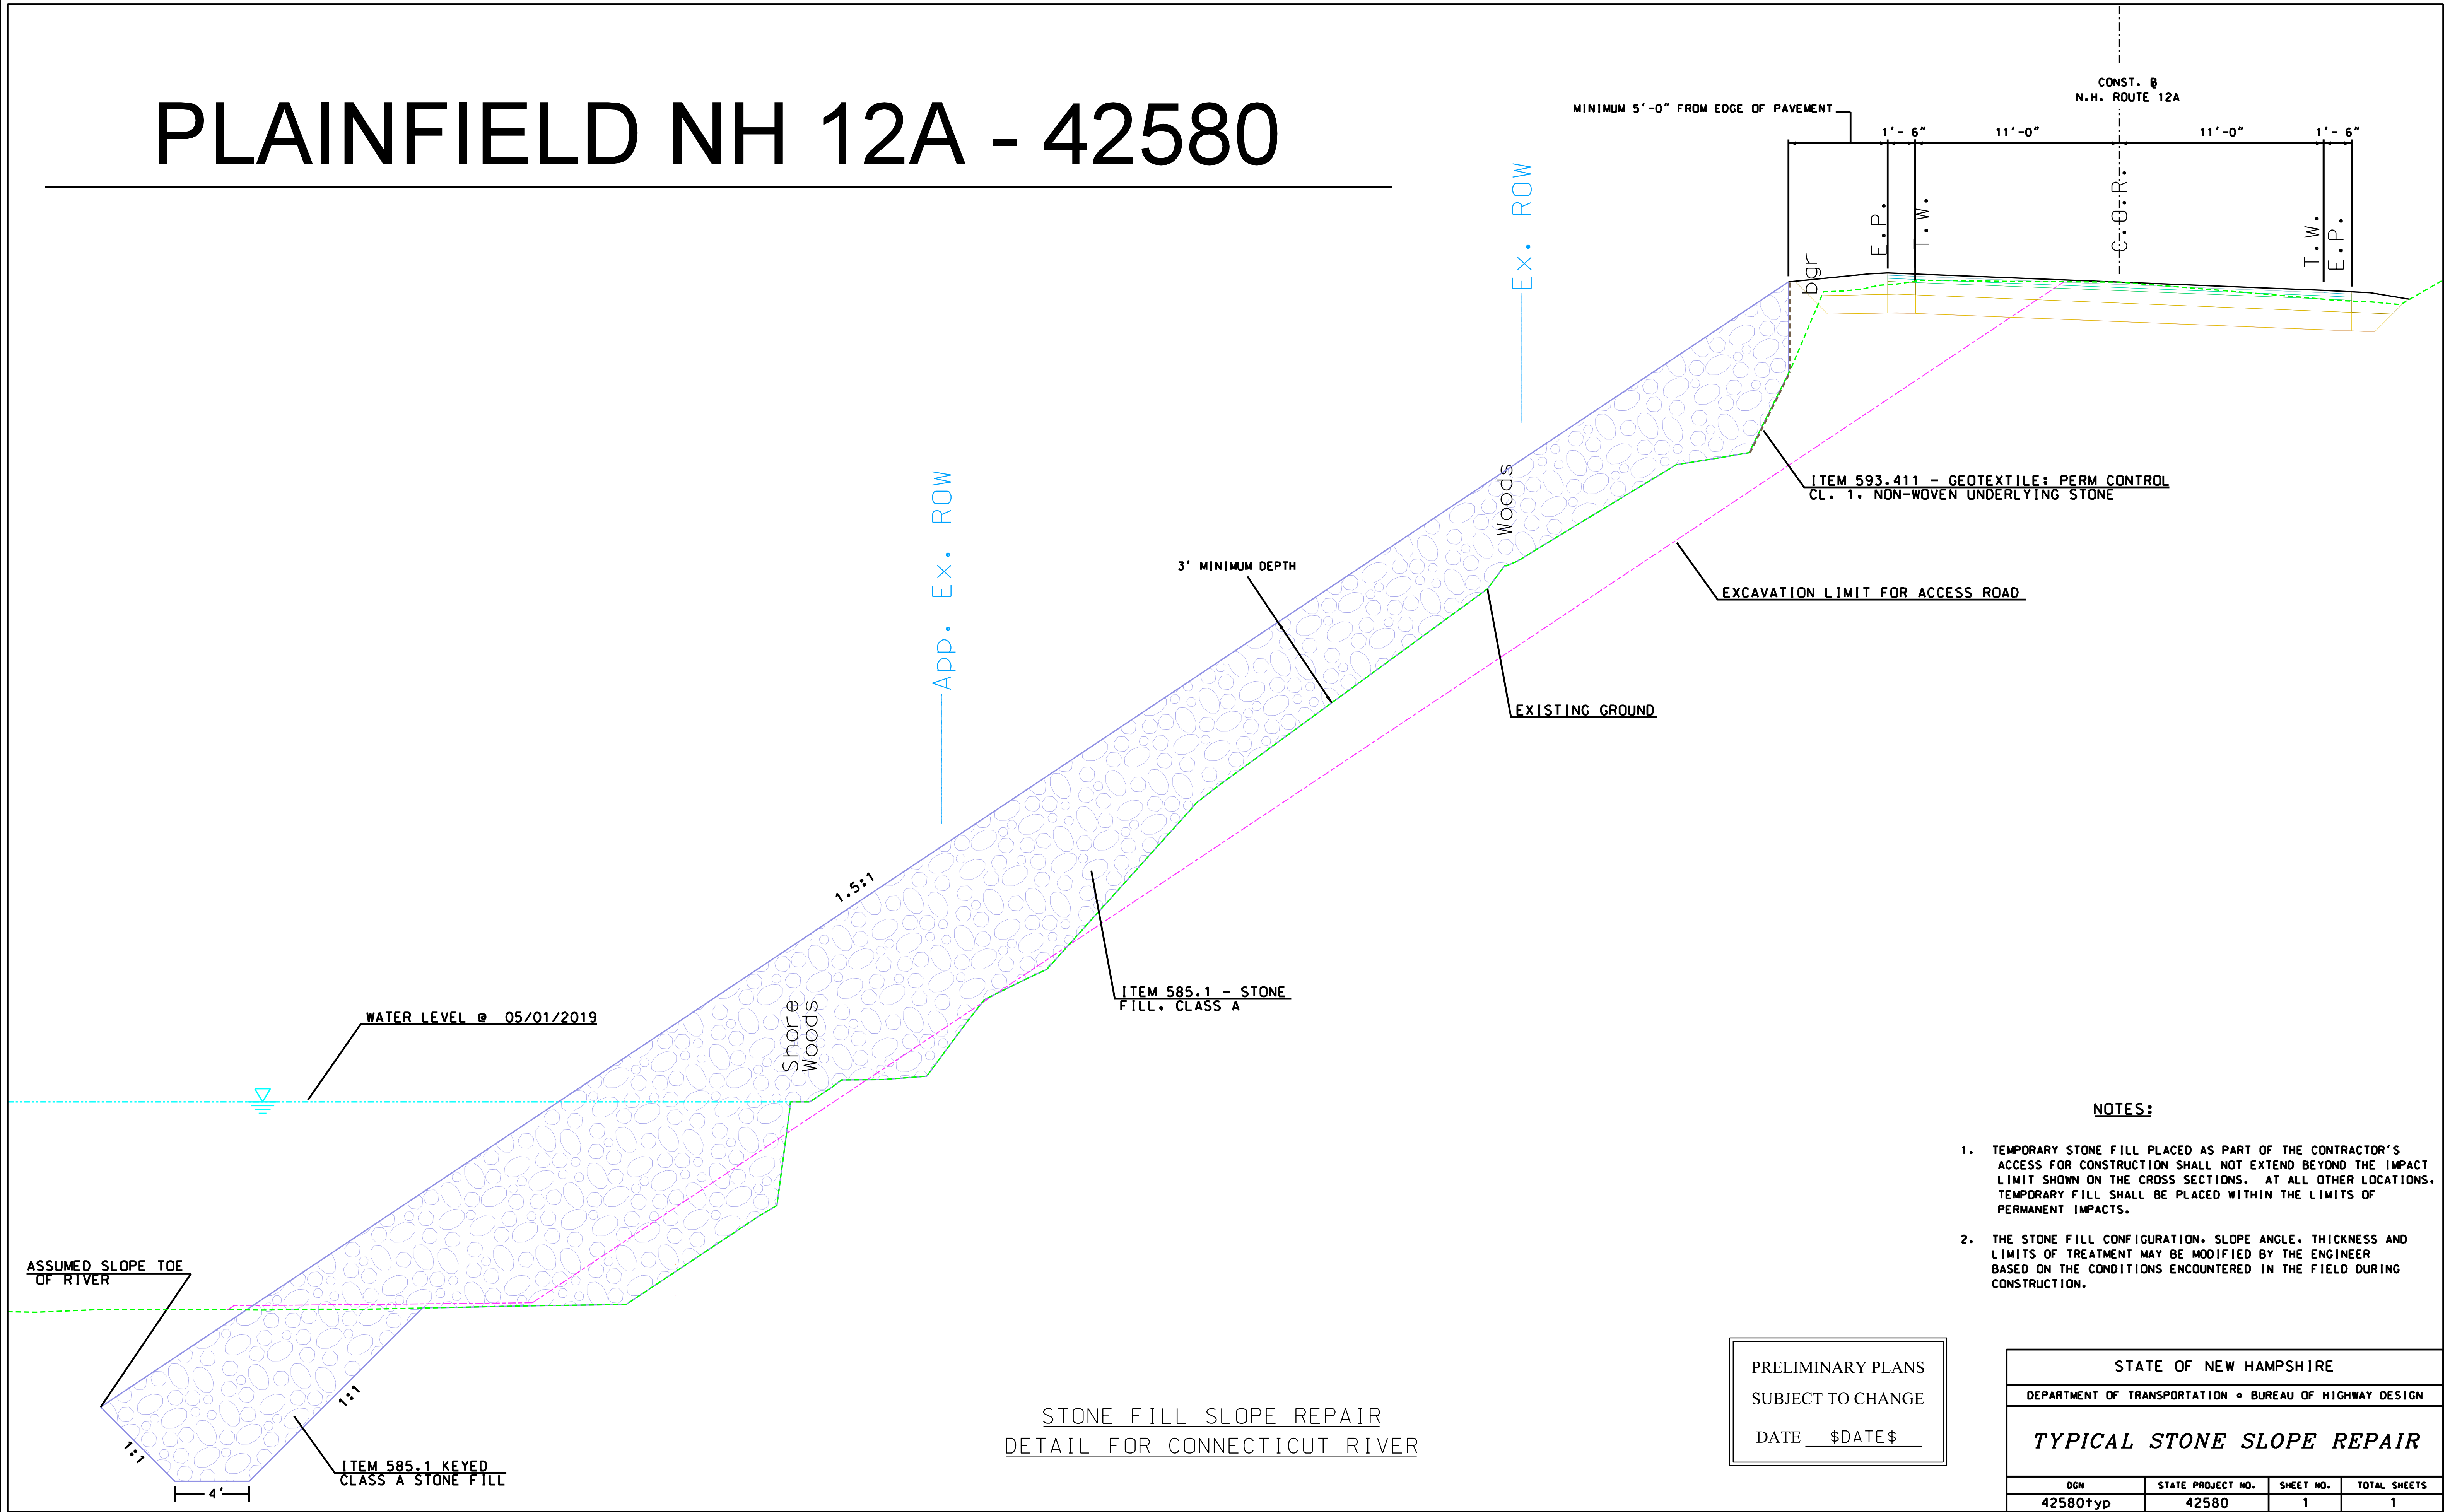 PLAINFIELD NH 12A - 42580
CONST. ℄
N.H. ROUTE 12A
MINIMUM 5'-0" FROM EDGE OF PAVEMENT
1'- 6"
11'-0"
11'-0"
1'- 6"
Ex. ROW
E.P.
T.W.
C.O.R.
T.W.
E.P.
bgr
App. Ex. ROW
Woods
ITEM 593.411 - GEOTEXTILE; PERM CONTROL
CL. 1, NON-WOVEN UNDERLYING STONE
3' MINIMUM DEPTH
EXCAVATION LIMIT FOR ACCESS ROAD
EXISTING GROUND
1.5:1
ITEM 585.1 - STONE
FILL, CLASS A
WATER LEVEL @ 05/01/2019
Shore
Woods
ASSUMED SLOPE TOE
OF RIVER
1:1
1:1
ITEM 585.1 KEYED
CLASS A STONE FILL
4'
STONE FILL SLOPE REPAIR
DETAIL FOR CONNECTICUT RIVER
NOTES:
1. TEMPORARY STONE FILL PLACED AS PART OF THE CONTRACTOR'S
ACCESS FOR CONSTRUCTION SHALL NOT EXTEND BEYOND THE IMPACT
LIMIT SHOWN ON THE CROSS SECTIONS. AT ALL OTHER LOCATIONS,
TEMPORARY FILL SHALL BE PLACED WITHIN THE LIMITS OF
PERMANENT IMPACTS.
2. THE STONE FILL CONFIGURATION, SLOPE ANGLE, THICKNESS AND
LIMITS OF TREATMENT MAY BE MODIFIED BY THE ENGINEER
BASED ON THE CONDITIONS ENCOUNTERED IN THE FIELD DURING
CONSTRUCTION.
PRELIMINARY PLANS
SUBJECT TO CHANGE
DATE $DATE$
STATE OF NEW HAMPSHIRE
DEPARTMENT OF TRANSPORTATION • BUREAU OF HIGHWAY DESIGN
TYPICAL STONE SLOPE REPAIR
DGN STATE PROJECT NO. SHEET NO. TOTAL SHEETS
42580typ 42580 1 1